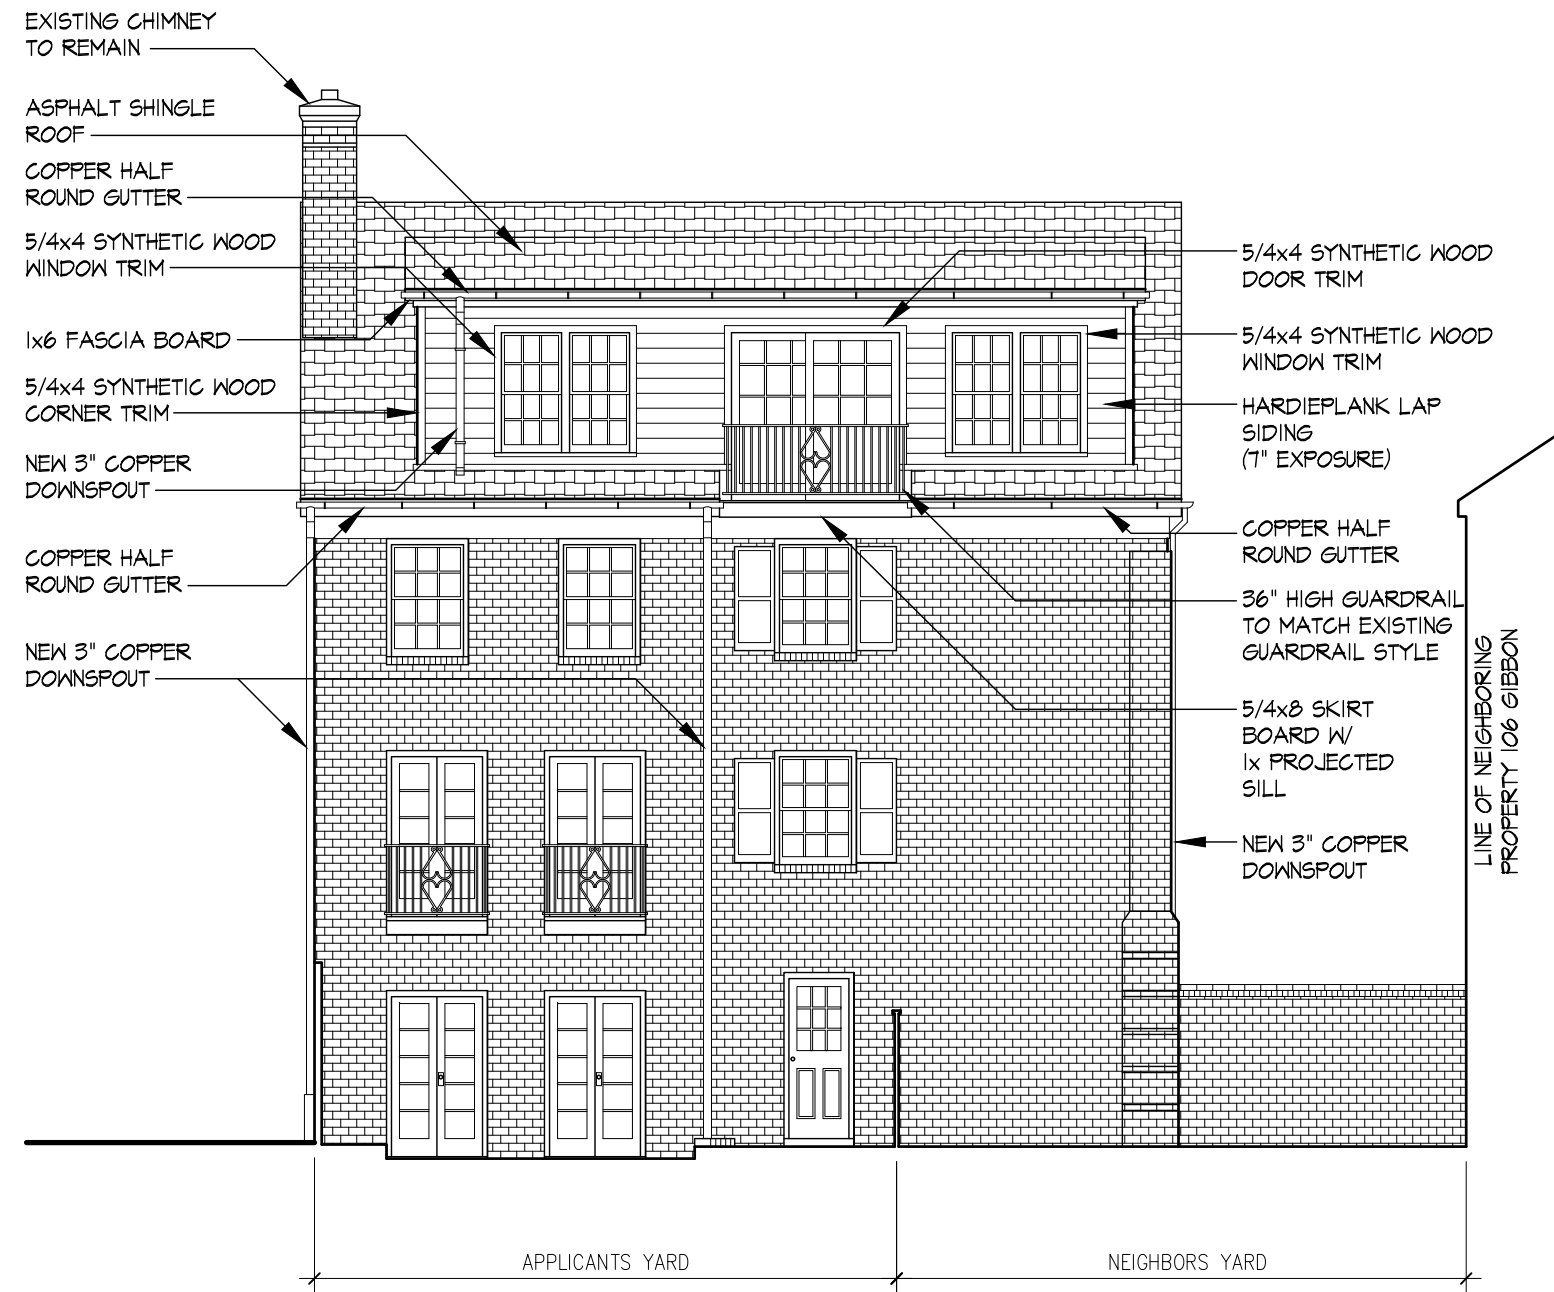 EXISTING CHIMNEY
TO REMAIN
ASPHALT SHINGLE
ROOF
COPPER HALF
ROUND GUTTER
5/4x4 SYNTHETIC WOOD
WINDOW TRIM
1x6 FASCIA BOARD
5/4x4 SYNTHETIC WOOD
CORNER TRIM
NEW 3" COPPER
DOWNSPOUT
COPPER HALF
ROUND GUTTER
NEW 3" COPPER
DOWNSPOUT
5/4x4 SYNTHETIC WOOD
DOOR TRIM
5/4x4 SYNTHETIC WOOD
WINDOW TRIM
HARDIEPLANK LAP
SIDING
(7" EXPOSURE)
COPPER HALF
ROUND GUTTER
36" HIGH GUARDRAIL
TO MATCH EXISTING
GUARDRAIL STYLE
5/4x8 SKIRT
BOARD W/
1x PROJECTED
SILL
NEW 3" COPPER
DOWNSPOUT
LINE OF NEIGHBORING
PROPERTY 106 GIBBON
APPLICANTS YARD
NEIGHBORS YARD